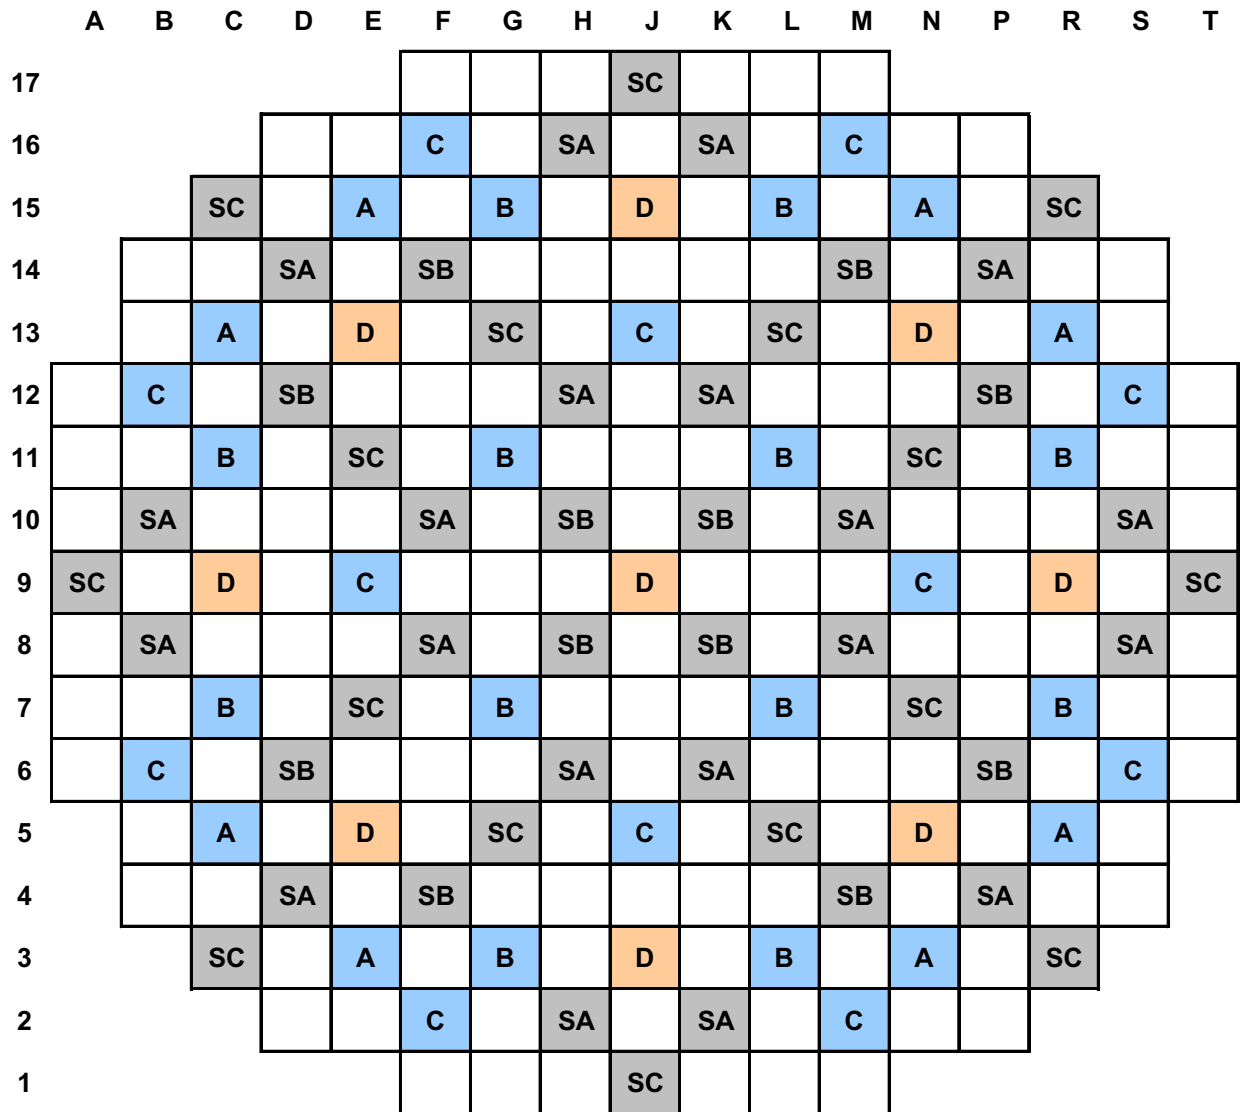 A B C D E F G H J K L M N P R S T
17 SC
16 C SA SA C
15 SC A B D B A SC
14 SA SB SB SA
13 A D SC C SC D A
12 C SB SA SA SB C
11 B SC B B SC B
10 SA SA SB SB SA SA
9 SC D C D C D SC
8 SA SA SB SB SA SA
7 B SC B B SC B
6 C SB SA SA SB C
5 A D SC C SC D A
4 SA SB SB SA
3 SC A B D B A SC
2 C SA SA C
1 SC